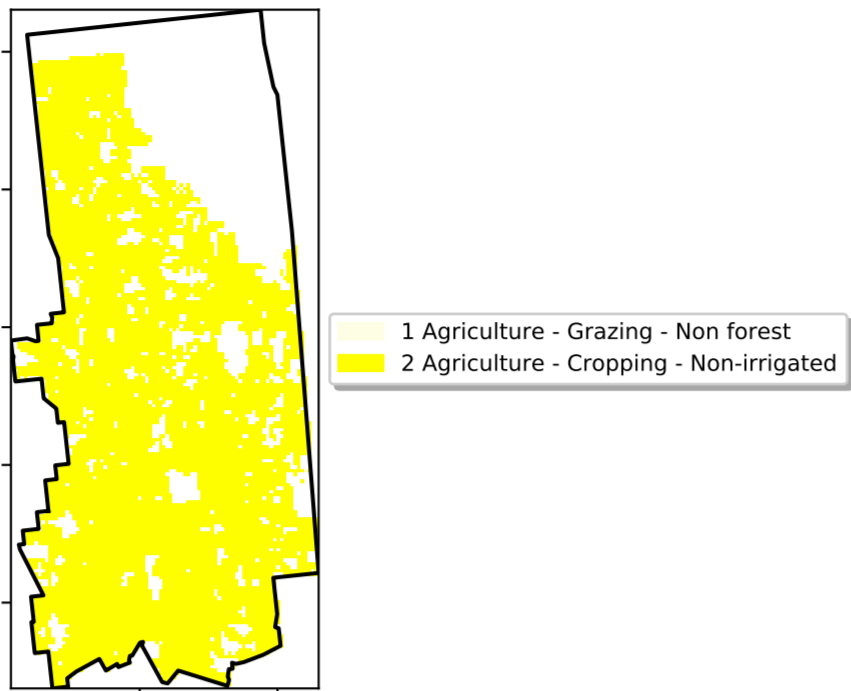 1 Agriculture - Grazing - Non forest
2 Agriculture - Cropping - Non-irrigated